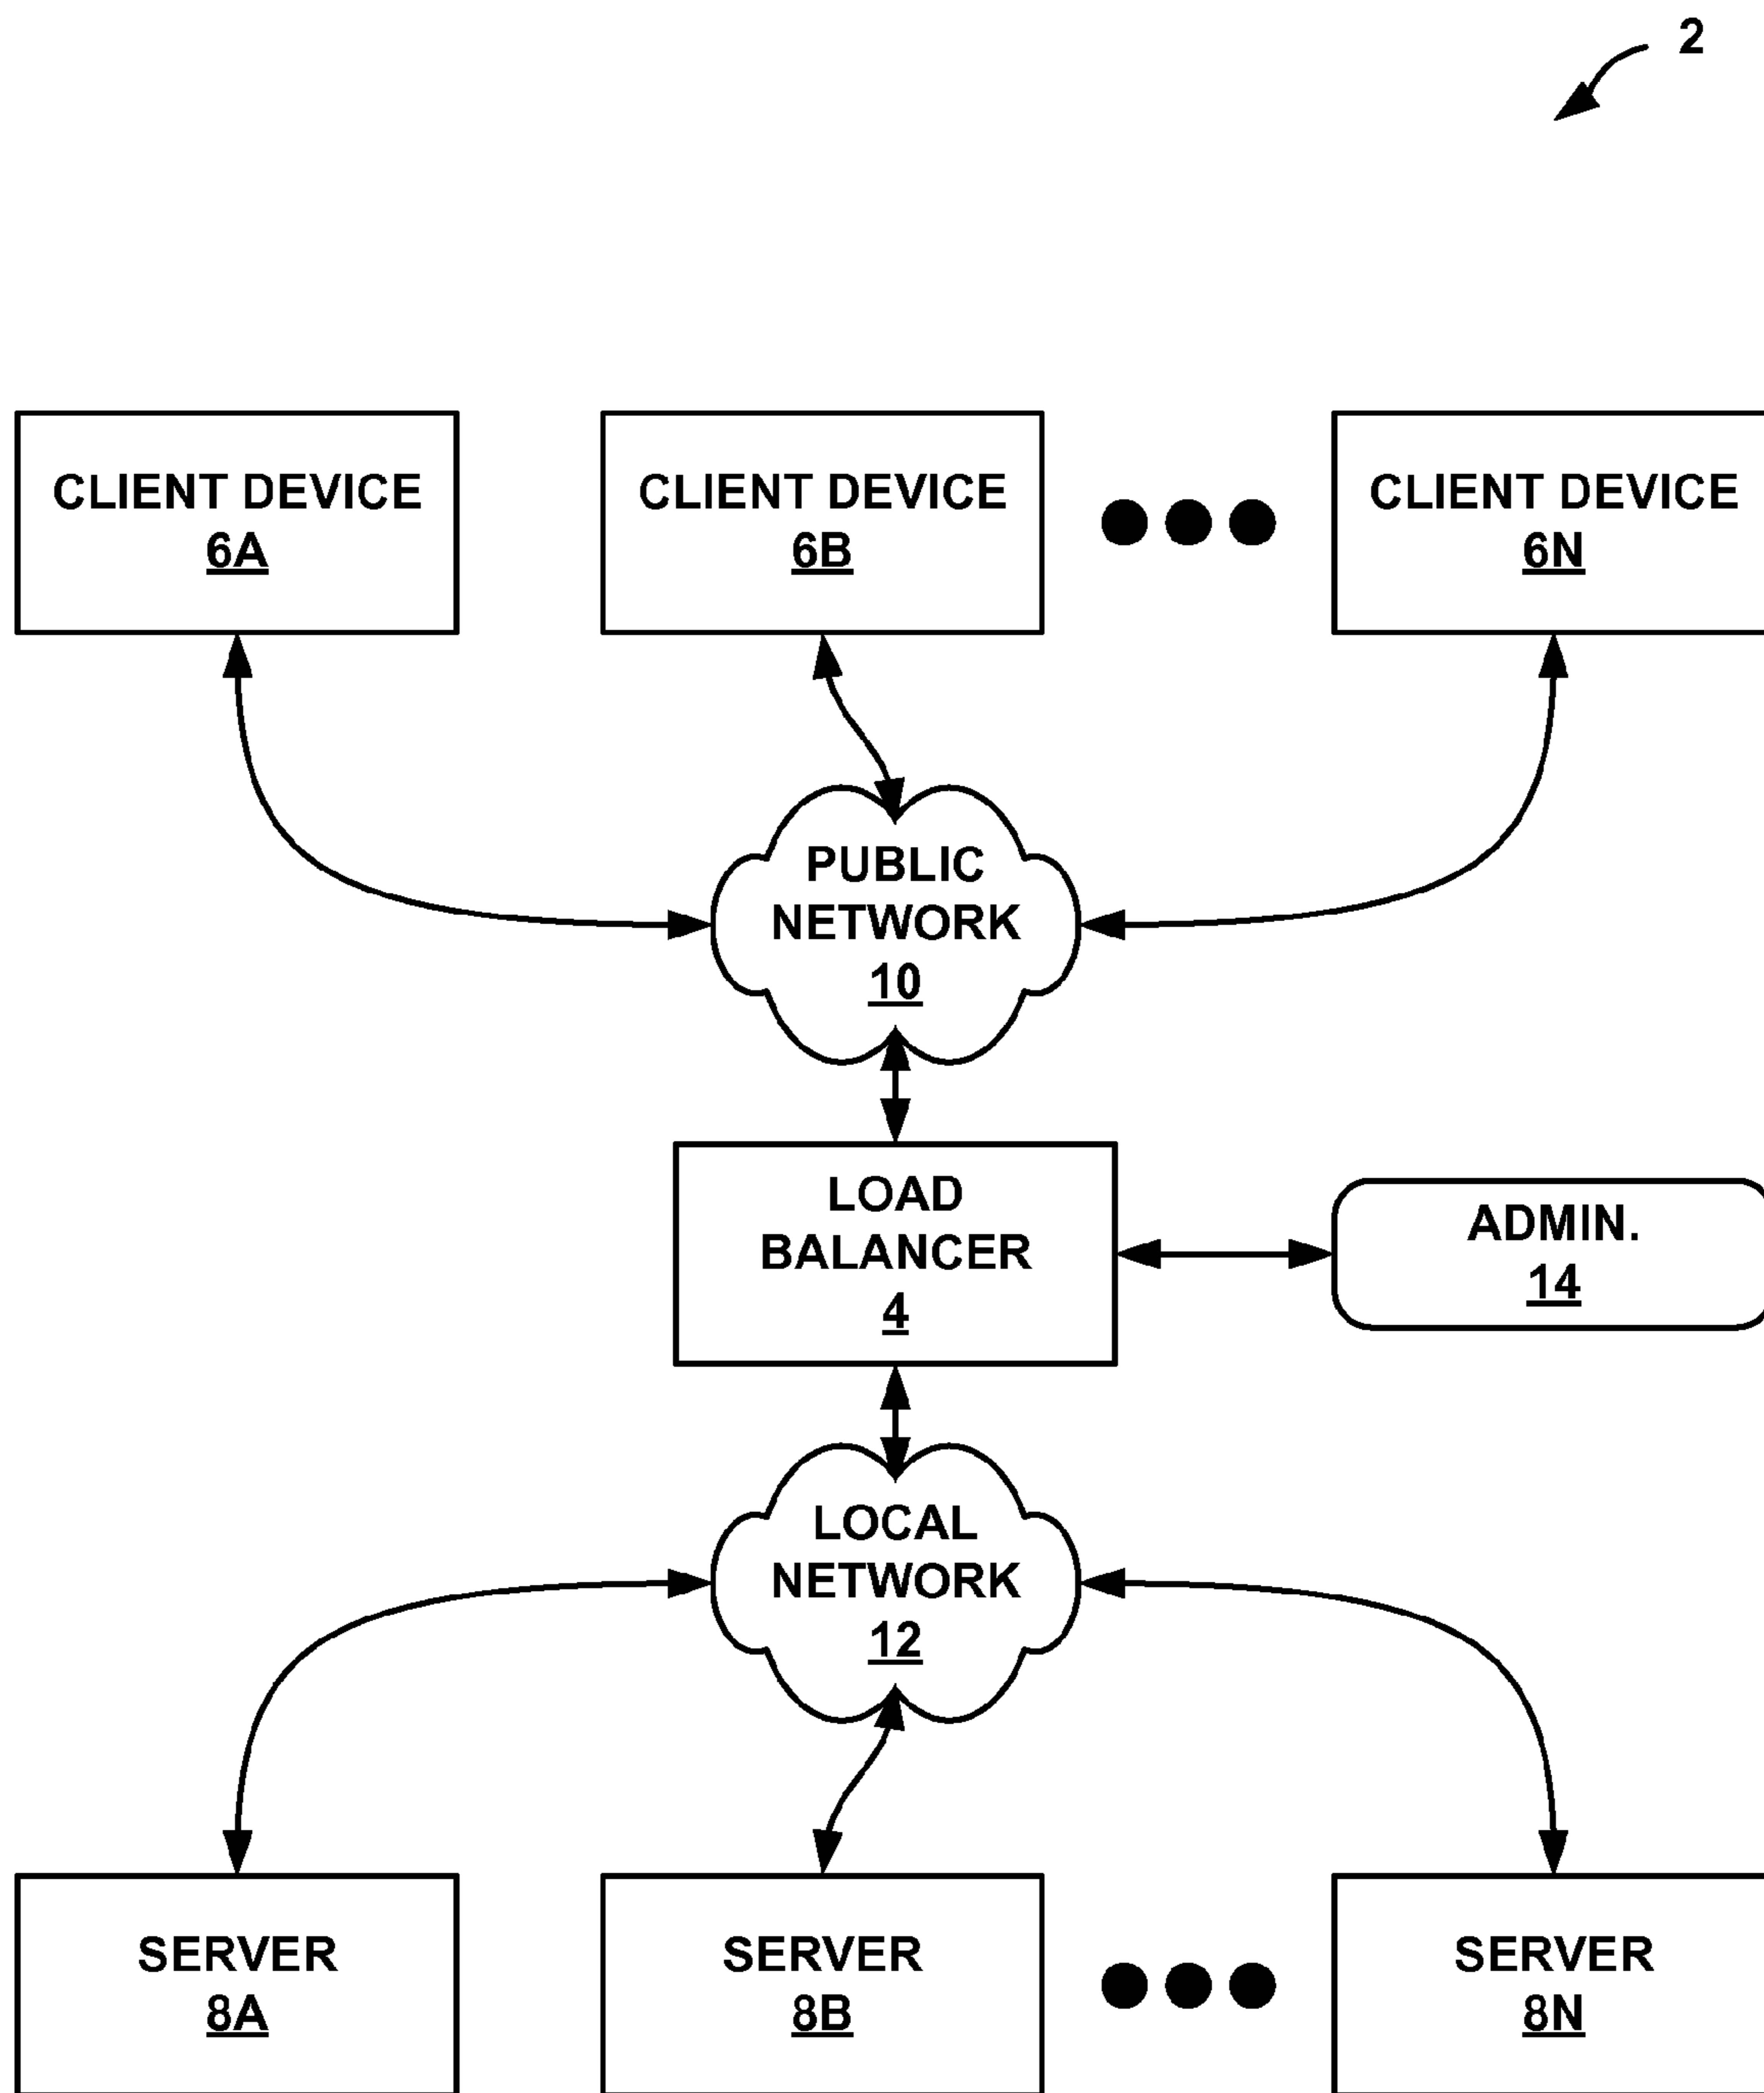 2
CLIENT DEVICE
6A
CLIENT DEVICE
6B
CLIENT DEVICE
6N
PUBLIC
NETWORK
10
LOAD
BALANCER
4
ADMIN.
14
LOCAL
NETWORK
12
SERVER
8A
SERVER
8B
SERVER
8N